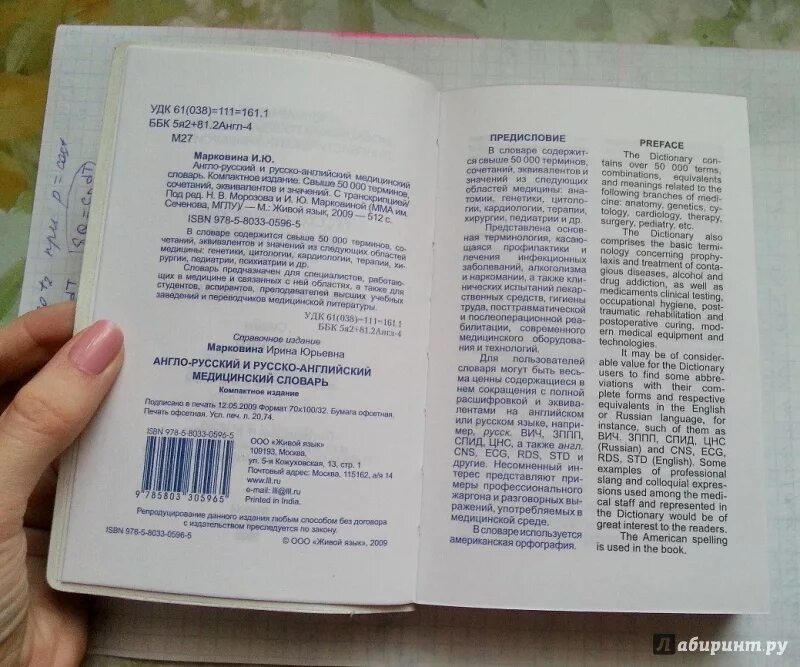 УДК 61(038)=111=161.1
ББК 5я2+81.2Англ-4
М27
Марковина И.Ю.
Англо-русский и русско-английский медицинский
словарь. Компактное издание. Свыше 50 000 терминов,
сочетаний, эквивалентов и значений. С транскрипцией/
Под ред. Н. В. Морозова и И. Ю. Марковиной (ММА им.
Сеченова, МГЛУ) — М.: Живой язык, 2009 — 512 с.
ISBN 978-5-8033-0596-5
В словаре содержится свыше 50 000 терминов, со-
четаний, эквивалентов и значений из следующих областей
медицины: генетики, цитологии, кардиологии, терапии, хи-
рургии, педиатрии, психиатрии и др.
Словарь предназначен для специалистов, работаю-
щих в медицине и связанных с ней областях, а также для
студентов, аспирантов, преподавателей высших учебных
заведений и переводчиков медицинской литературы.
УДК 61(038)=111=161.1
ББК 5я2+81.2Англ-4
Справочное издание
Марковина Ирина Юрьевна
АНГЛО-РУССКИЙ И РУССКО-АНГЛИЙСКИЙ
МЕДИЦИНСКИЙ СЛОВАРЬ
Компактное издание
Подписано в печать 12.05.2009 Формат 70х100/32. Бумага офсетная.
Печать офсетная. Усл. печ. л. 20,74.
ISBN 978-5-8033-0596-5
9 785803 305965
ООО «Живой язык»
109193, Москва,
ул. 5-я Кожуховская, 13, стр. 1
Почтовый адрес: Москва, 115162, а/я 14
www.lll.ru
e-mail: lll@lll.ru
Printed in India.
Репродуцирование данного издания любым способом без договора
с издательством преследуется по закону.
ISBN 978-5-8033-0596-5
© ООО «Живой язык», 2009
ПРЕДИСЛОВИЕ
В словаре содержит-
ся свыше 50 000 терминов,
сочетаний, эквивалентов и
значений из следующих
областей медицины: ана-
томии, генетики, цито-
логии, кардиологии, терапии,
хирургии, педиатрии и др.
Представлена основ-
ная терминология, касаю-
щаяся профилактики и
лечения инфекционных
заболеваний, алкоголизма
и наркомании, а также кли-
нических испытаний лекар-
ственных средств, гигиены
труда, посттравматической
и послеоперационной реа-
билитации, современного
медицинского оборудова-
ния и технологий.
Для пользователей
словаря могут быть весь-
ма ценны содержащиеся в
нем сокращения с полной
расшифровкой и эквива-
лентами на английском
или русском языке, напри-
мер, русск. ВИЧ, ЗППП,
СПИД, ЦНС, а также англ.
CNS, ECG, RDS, STD и
другие. Несомненный ин-
терес представляют при-
меры профессионального
жаргона и разговорных вы-
ражений, употребляемых в
медицинской среде.
В словаре используется
американская орфография.
PREFACE
The Dictionary con-
tains over 50 000 terms,
combinations, equivalents
and meanings related to the
following branches of medi-
cine: anatomy, genetics, cy-
tology, cardiology, therapy,
surgery, pediatry, etc.
The Dictionary also
comprises the basic termi-
nology concerning prophy-
laxis and treatment of conta-
gious diseases, alcohol and
drug addiction, as well as
medicaments clinical testing,
occupational hygiene, post-
traumatic rehabilitation and
postoperative curing, mod-
ern medical equipment and
technologies.
It may be of consider-
able value for the Dictionary
users to find some abbre-
viations with their com-
plete forms and respective
equivalents in the English
or Russian language, for
instance, such of them as
ВИЧ, ЗППП, СПИД, ЦНС
(Russian) and CNS, ECG,
RDS, STD (English). Some
examples of professional
slang and colloquial expres-
sions used among the medi-
cal staff and represented in
the Dictionary would be of
great interest to the readers.
The American spelling
is used in the book.
Лабиринт.ру